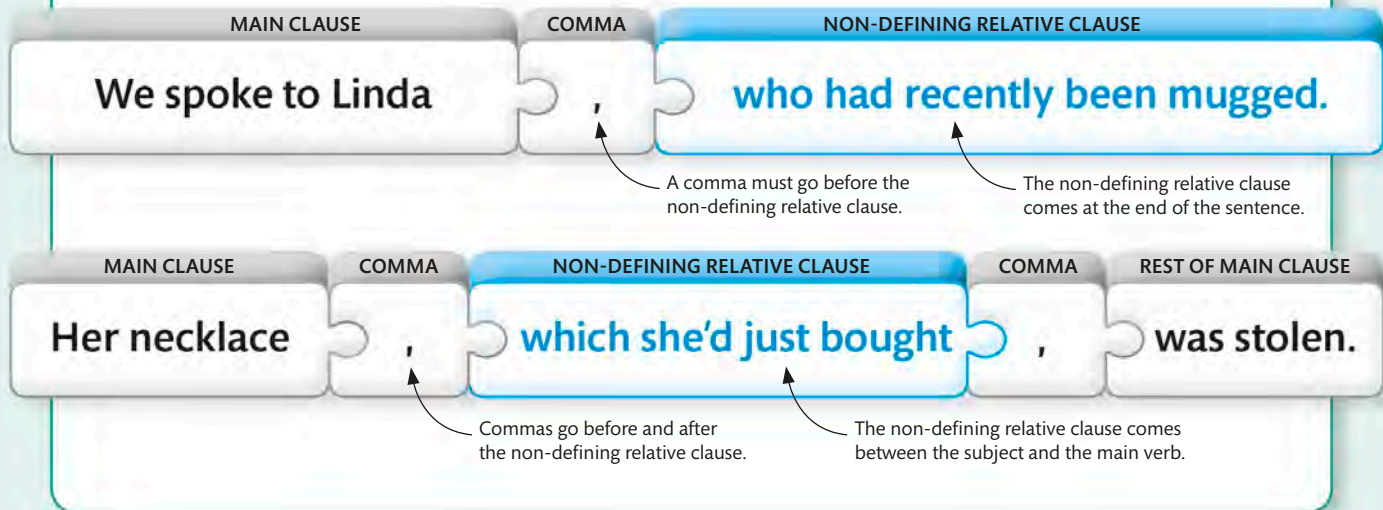 MAIN CLAUSE COMMA NON-DEFINING RELATIVE CLAUSE
We spoke to Linda , who had recently been mugged.
A comma must go before the
non-defining relative clause.
The non-defining relative clause
comes at the end of the sentence.
MAIN CLAUSE COMMA NON-DEFINING RELATIVE CLAUSE COMMA REST OF MAIN CLAUSE
Her necklace , which she'd just bought , was stolen.
Commas go before and after
the non-defining relative clause.
The non-defining relative clause comes
between the subject and the main verb.